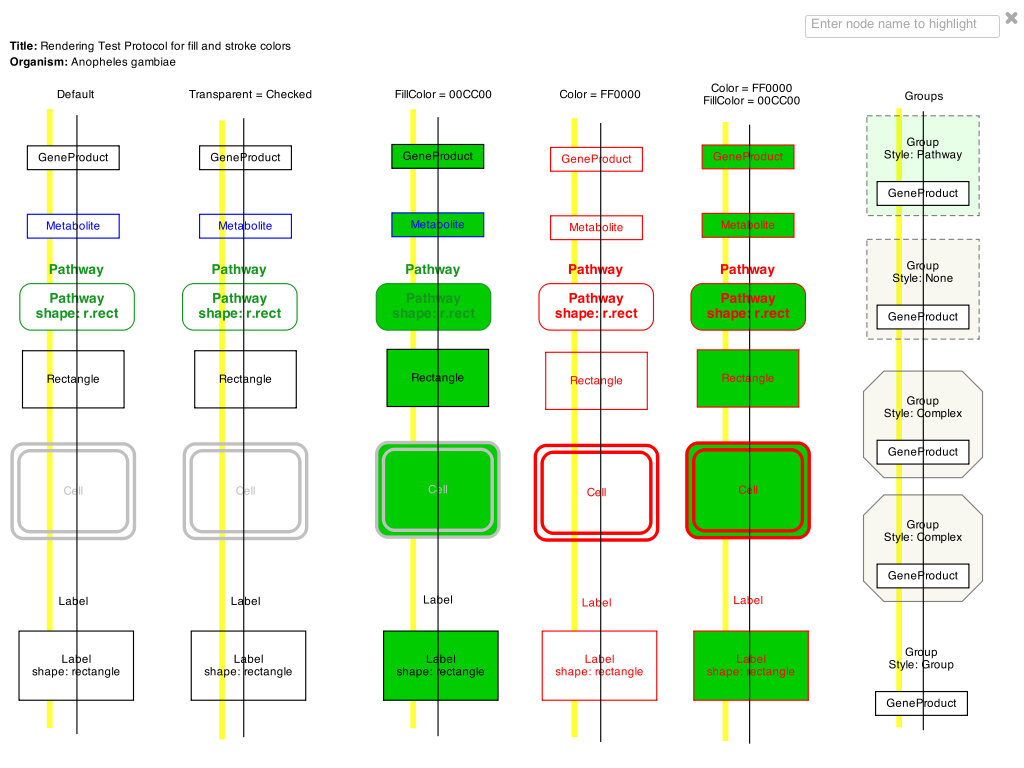 Enter node name to highlight
Title: Rendering Test Protocol for fill and stroke colors
Organism: Anopheles gambiae
Default
GeneProduct
Metabolite
Pathway
Pathway
shape: r.rect
Rectangle
Cell
Label
Label
shape: rectangle
Transparent = Checked
GeneProduct
Metabolite
Pathway
Pathway
shape: r.rect
Rectangle
Cell
Label
Label
shape: rectangle
FillColor = 00CC00
GeneProduct
Metabolite
Pathway
Pathway
shape: r.rect
Rectangle
Cell
Label
Label
shape: rectangle
Color = FF0000
GeneProduct
Metabolite
Pathway
Pathway
shape: r.rect
Rectangle
Cell
Label
Label
shape: rectangle
Color = FF0000
FillColor = 00CC00
GeneProduct
Metabolite
Pathway
Pathway
shape: r.rect
Rectangle
Cell
Label
Label
shape: rectangle
Groups
Group
Style: Pathway
GeneProduct
Group
Style: None
GeneProduct
Group
Style: Complex
GeneProduct
Group
Style: Complex
GeneProduct
Group
Style: Group
GeneProduct